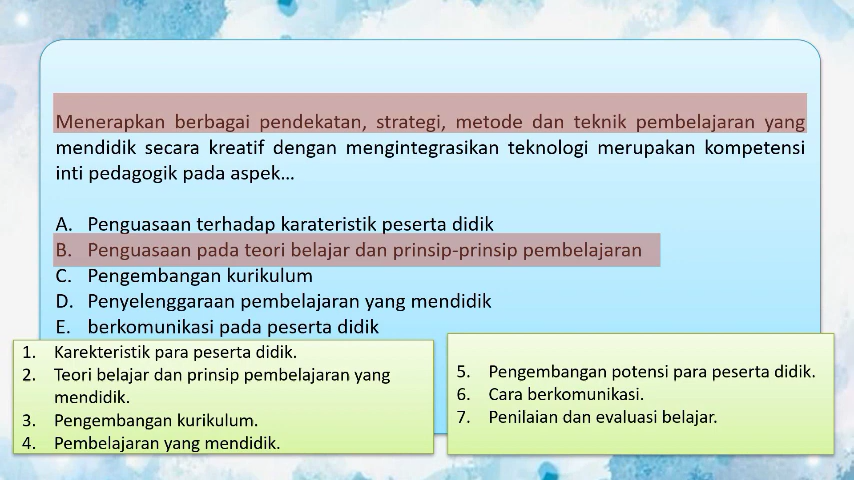 Menerapkan berbagai pendekatan, strategi, metode dan teknik pembelajaran yang
mendidik secara kreatif dengan mengintegrasikan teknologi merupakan kompetensi
inti pedagogik pada aspek...
A. Penguasaan terhadap karateristik peserta didik
B. Penguasaan pada teori belajar dan prinsip-prinsip pembelajaran
C. Pengembangan kurikulum
D. Penyelenggaraan pembelajaran yang mendidik
E. berkomunikasi pada peserta didik
1. Karekteristik para peserta didik.
2. Teori belajar dan prinsip pembelajaran yang
mendidik.
3. Pengembangan kurikulum.
4. Pembelajaran yang mendidik.
5. Pengembangan potensi para peserta didik.
6. Cara berkomunikasi.
7. Penilaian dan evaluasi belajar.